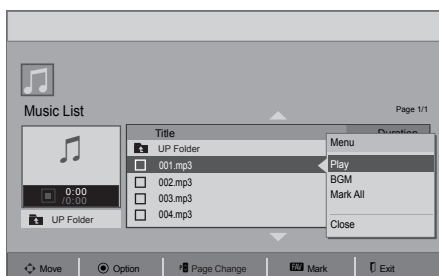 Music List
Page 1/1
Title Duration
UP Folder
001.mp3
002.mp3
003.mp3
004.mp3
0:00
/0:00
UP Folder
Menu
Play
BGM
Mark All
Close
Move Option Page Change FAV Mark Exit